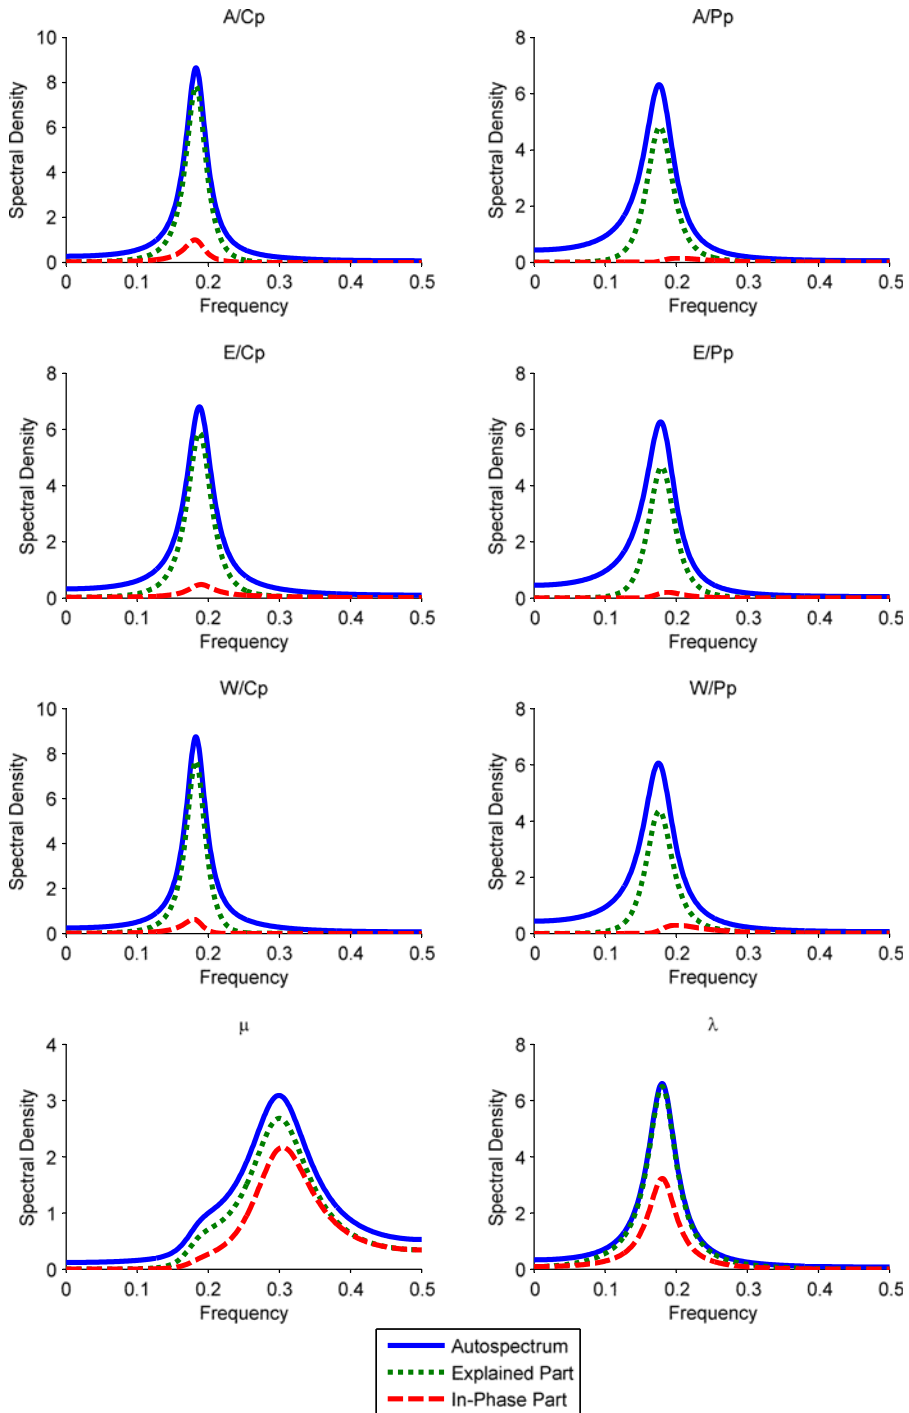 A/Cp
10
8
6
4
2
0
Spectral Density
0 0.1 0.2 0.3 0.4 0.5
Frequency
A/Pp
8
6
4
2
0
Spectral Density
0 0.1 0.2 0.3 0.4 0.5
Frequency
E/Cp
8
6
4
2
0
Spectral Density
0 0.1 0.2 0.3 0.4 0.5
Frequency
E/Pp
8
6
4
2
0
Spectral Density
0 0.1 0.2 0.3 0.4 0.5
Frequency
W/Cp
10
8
6
4
2
0
Spectral Density
0 0.1 0.2 0.3 0.4 0.5
Frequency
W/Pp
8
6
4
2
0
Spectral Density
0 0.1 0.2 0.3 0.4 0.5
Frequency
μ
4
3
2
1
0
Spectral Density
0 0.1 0.2 0.3 0.4 0.5
Frequency
λ
8
6
4
2
0
Spectral Density
0 0.1 0.2 0.3 0.4 0.5
Frequency
Autospectrum
Explained Part
In-Phase Part